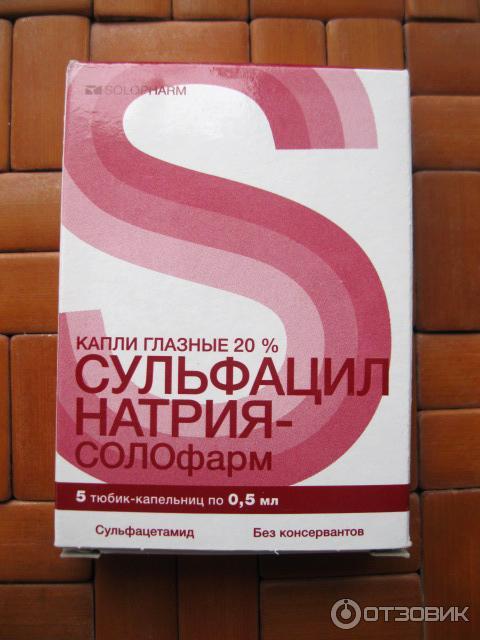 SOLOPHARM
КАПЛИ ГЛАЗНЫЕ 20 %
СУЛЬФАЦИЛ
НАТРИЯ-
СОЛОфарм
5 тюбик-капельниц по 0,5 мл
Сульфацетамид Без консервантов
ОТЗОВИК